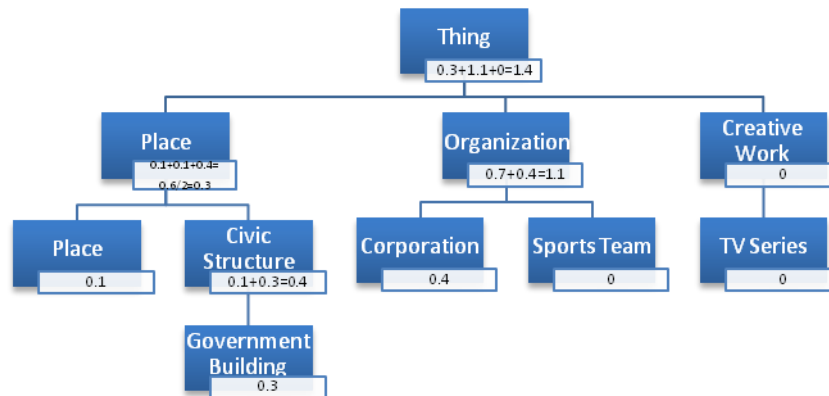 Thing
0.3+1.1+0=1.4
Place
0.1+0.1+0.4=
0.6/2=0.3
Organization
0.7+0.4=1.1
Creative
Work
0
Place
0.1
Civic
Structure
0.1+0.3=0.4
Corporation
0.4
Sports Team
0
TV Series
0
Government
Building
0.3